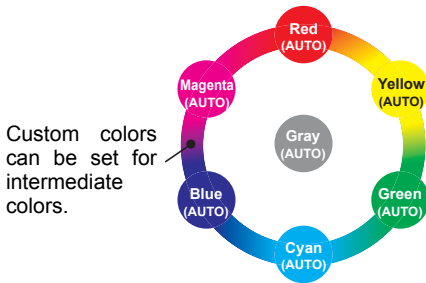 Red
(AUTO)
Magenta
(AUTO)
Yellow
(AUTO)
Gray
(AUTO)
Custom colors
can be set for
intermediate
colors.
Blue
(AUTO)
Green
(AUTO)
Cyan
(AUTO)